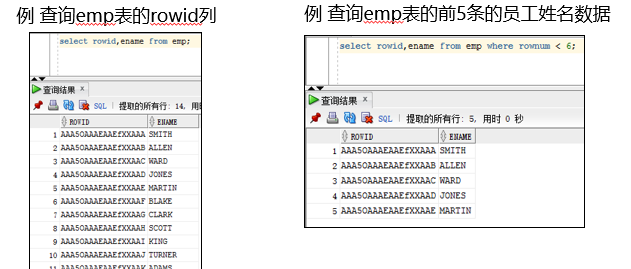 例 查询emp表的rowid列
select rowid,ename from emp;
查询结果 x
SQL | 提取的所有行: 14, 用时
ROWID ENAME
1 AAA5OAAAEAAEfXXAAA SMITH
2 AAA5OAAAEAAEfXXAAB ALLEN
3 AAA5OAAAEAAEfXXAAC WARD
4 AAA5OAAAEAAEfXXAAD JONES
5 AAA5OAAAEAAEfXXAAE MARTIN
6 AAA5OAAAEAAEfXXAAF BLAKE
7 AAA5OAAAEAAEfXXAAG CLARK
8 AAA5OAAAEAAEfXXAAH SCOTT
9 AAA5OAAAEAAEfXXAAI KING
10 AAA5OAAAEAAEfXXAAJ TURNER
11 AAA5OAAAEAAEfXXAAK ADAMS
例 查询emp表的前5条的员工姓名数据
select rowid,ename from emp where rownum < 6;
查询结果 x
SQL | 提取的所有行: 5, 用时 0 秒
ROWID ENAME
1 AAA5OAAAEAAEfXXAAA SMITH
2 AAA5OAAAEAAEfXXAAB ALLEN
3 AAA5OAAAEAAEfXXAAC WARD
4 AAA5OAAAEAAEfXXAAD JONES
5 AAA5OAAAEAAEfXXAAE MARTIN